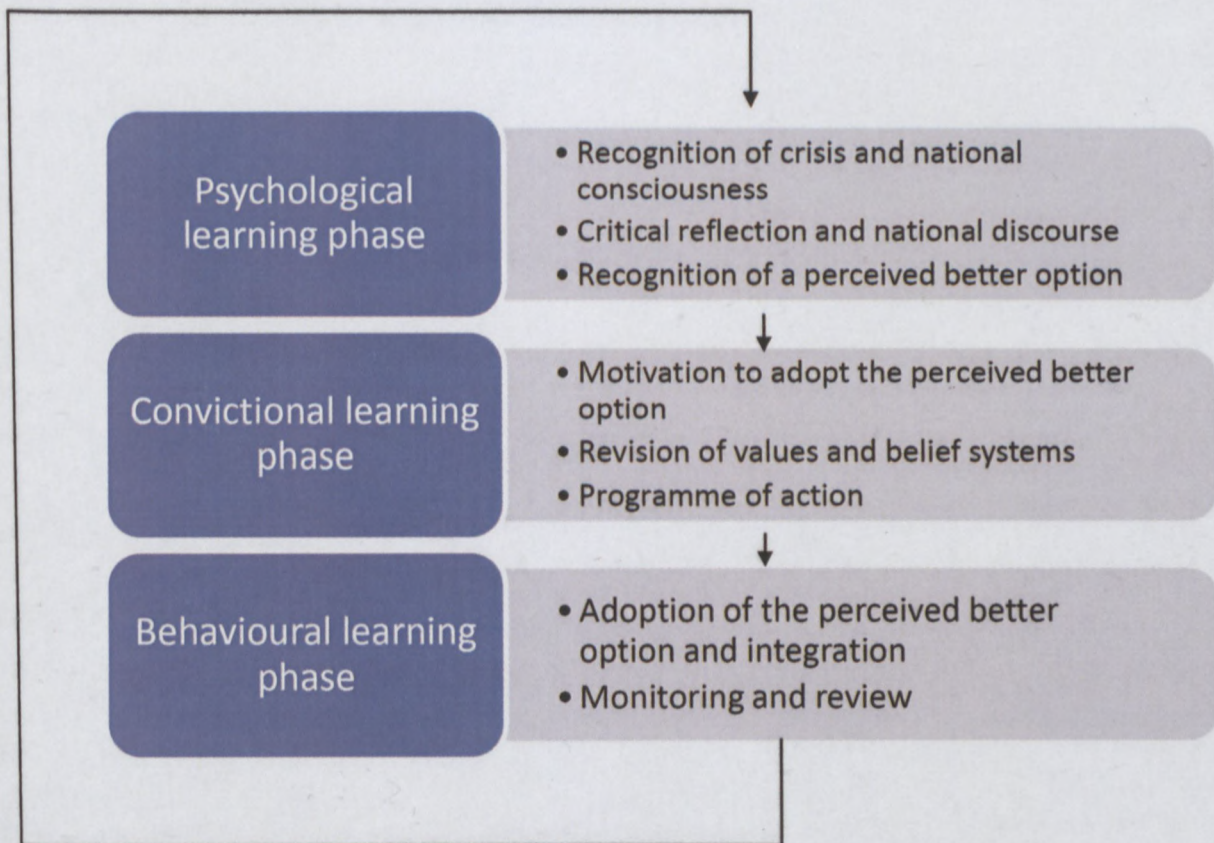 Psychological
learning phase
• Recognition of crisis and national
consciousness
• Critical reflection and national discourse
• Recognition of a perceived better option
Convictional learning
phase
• Motivation to adopt the perceived better
option
• Revision of values and belief systems
• Programme of action
Behavioural learning
phase
• Adoption of the perceived better
option and integration
• Monitoring and review